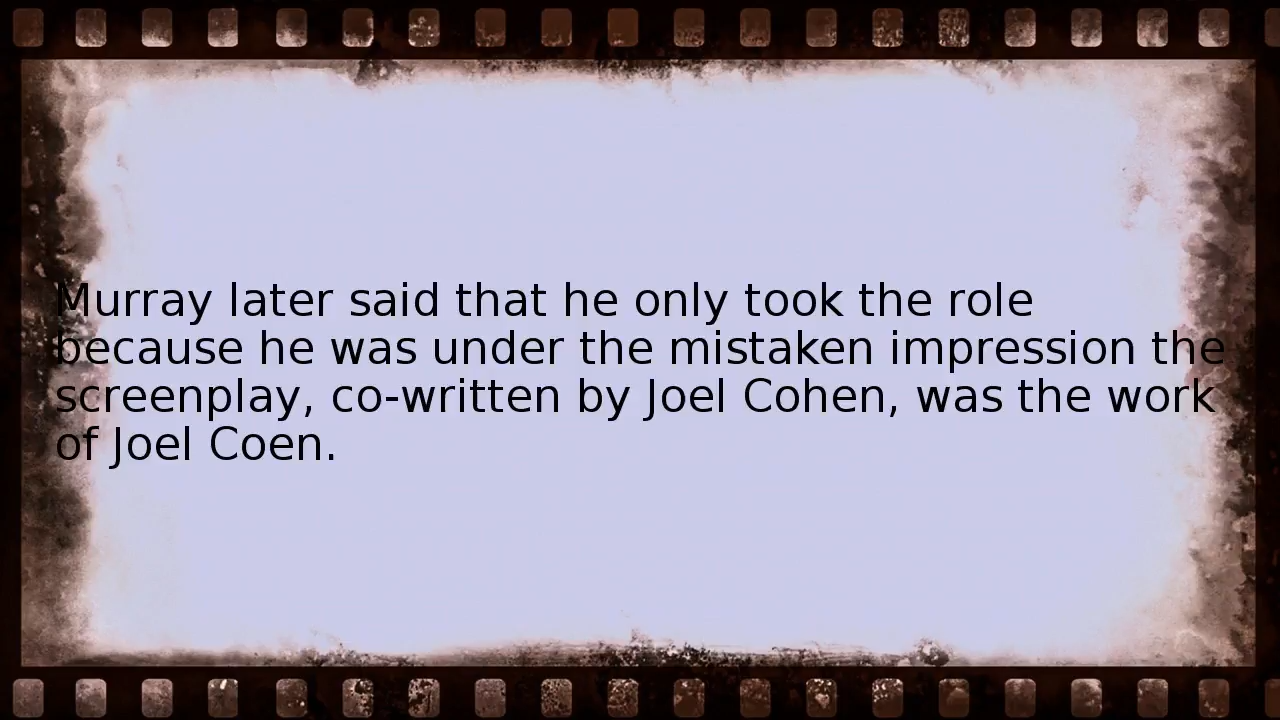 Murray later said that he only took the role
because he was under the mistaken impression the
screenplay, co-written by Joel Cohen, was the work
of Joel Coen.